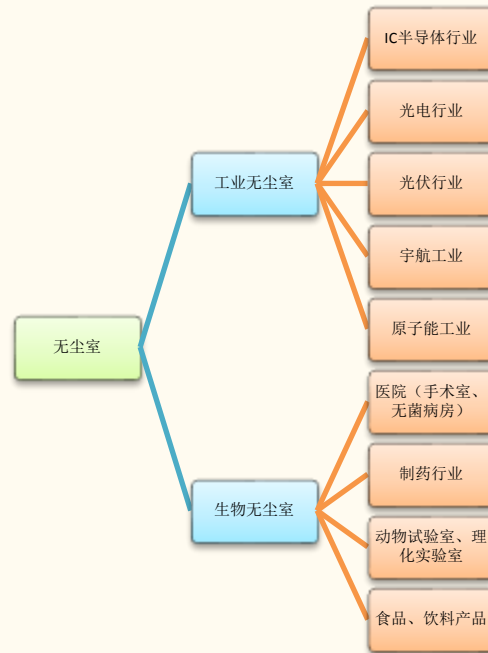 IC半导体行业
光电行业
工业无尘室
光伏行业
宇航工业
原子能工业
无尘室
医院（手术室、
无菌病房）
制药行业
生物无尘室
动物试验室、理
化实验室
食品、饮料产品